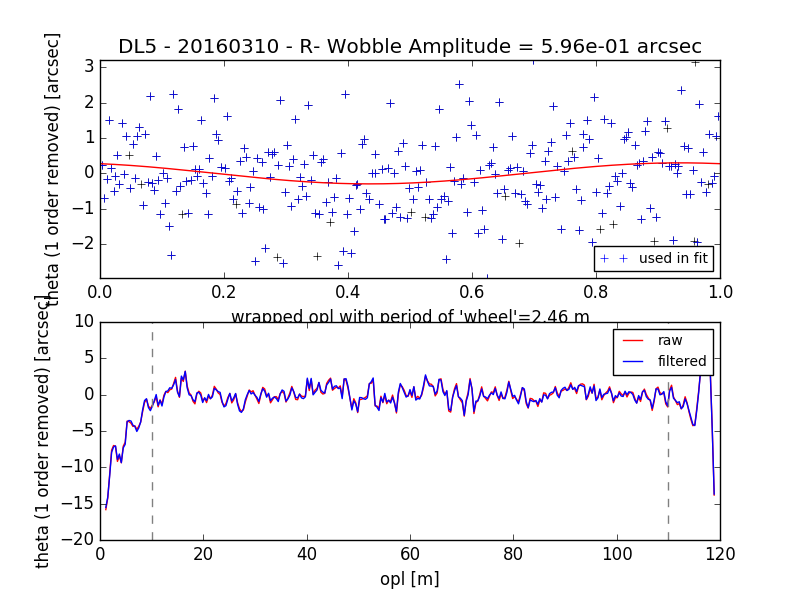 DL5 - 20160310 - R- Wobble Amplitude = 5.96e-01 arcsec
theta (1 order removed) [arcsec]
3
2
1
0
−1
−2
used in fit
0.0 0.2 0.4 0.6 0.8 1.0
wrapped opl with period of 'wheel'=2.46 m
theta (1 order removed) [arcsec]
10
5
0
−5
−10
−15
−20
raw
filtered
0 20 40 60 80 100 120
opl [m]